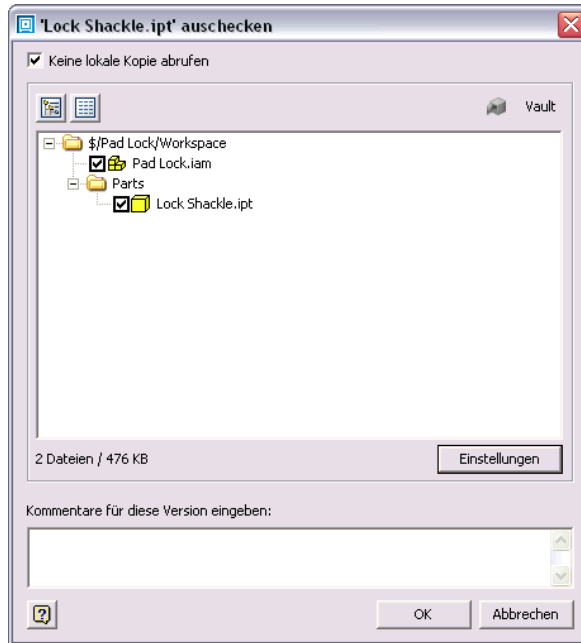 'Lock Shackle.ipt' auschecken
Keine lokale Kopie abrufen
Vault
$/Pad Lock/Workspace
Pad Lock.iam
Parts
Lock Shackle.ipt
2 Dateien / 476 KB
Einstellungen
Kommentare für diese Version eingeben:
OK
Abbrechen